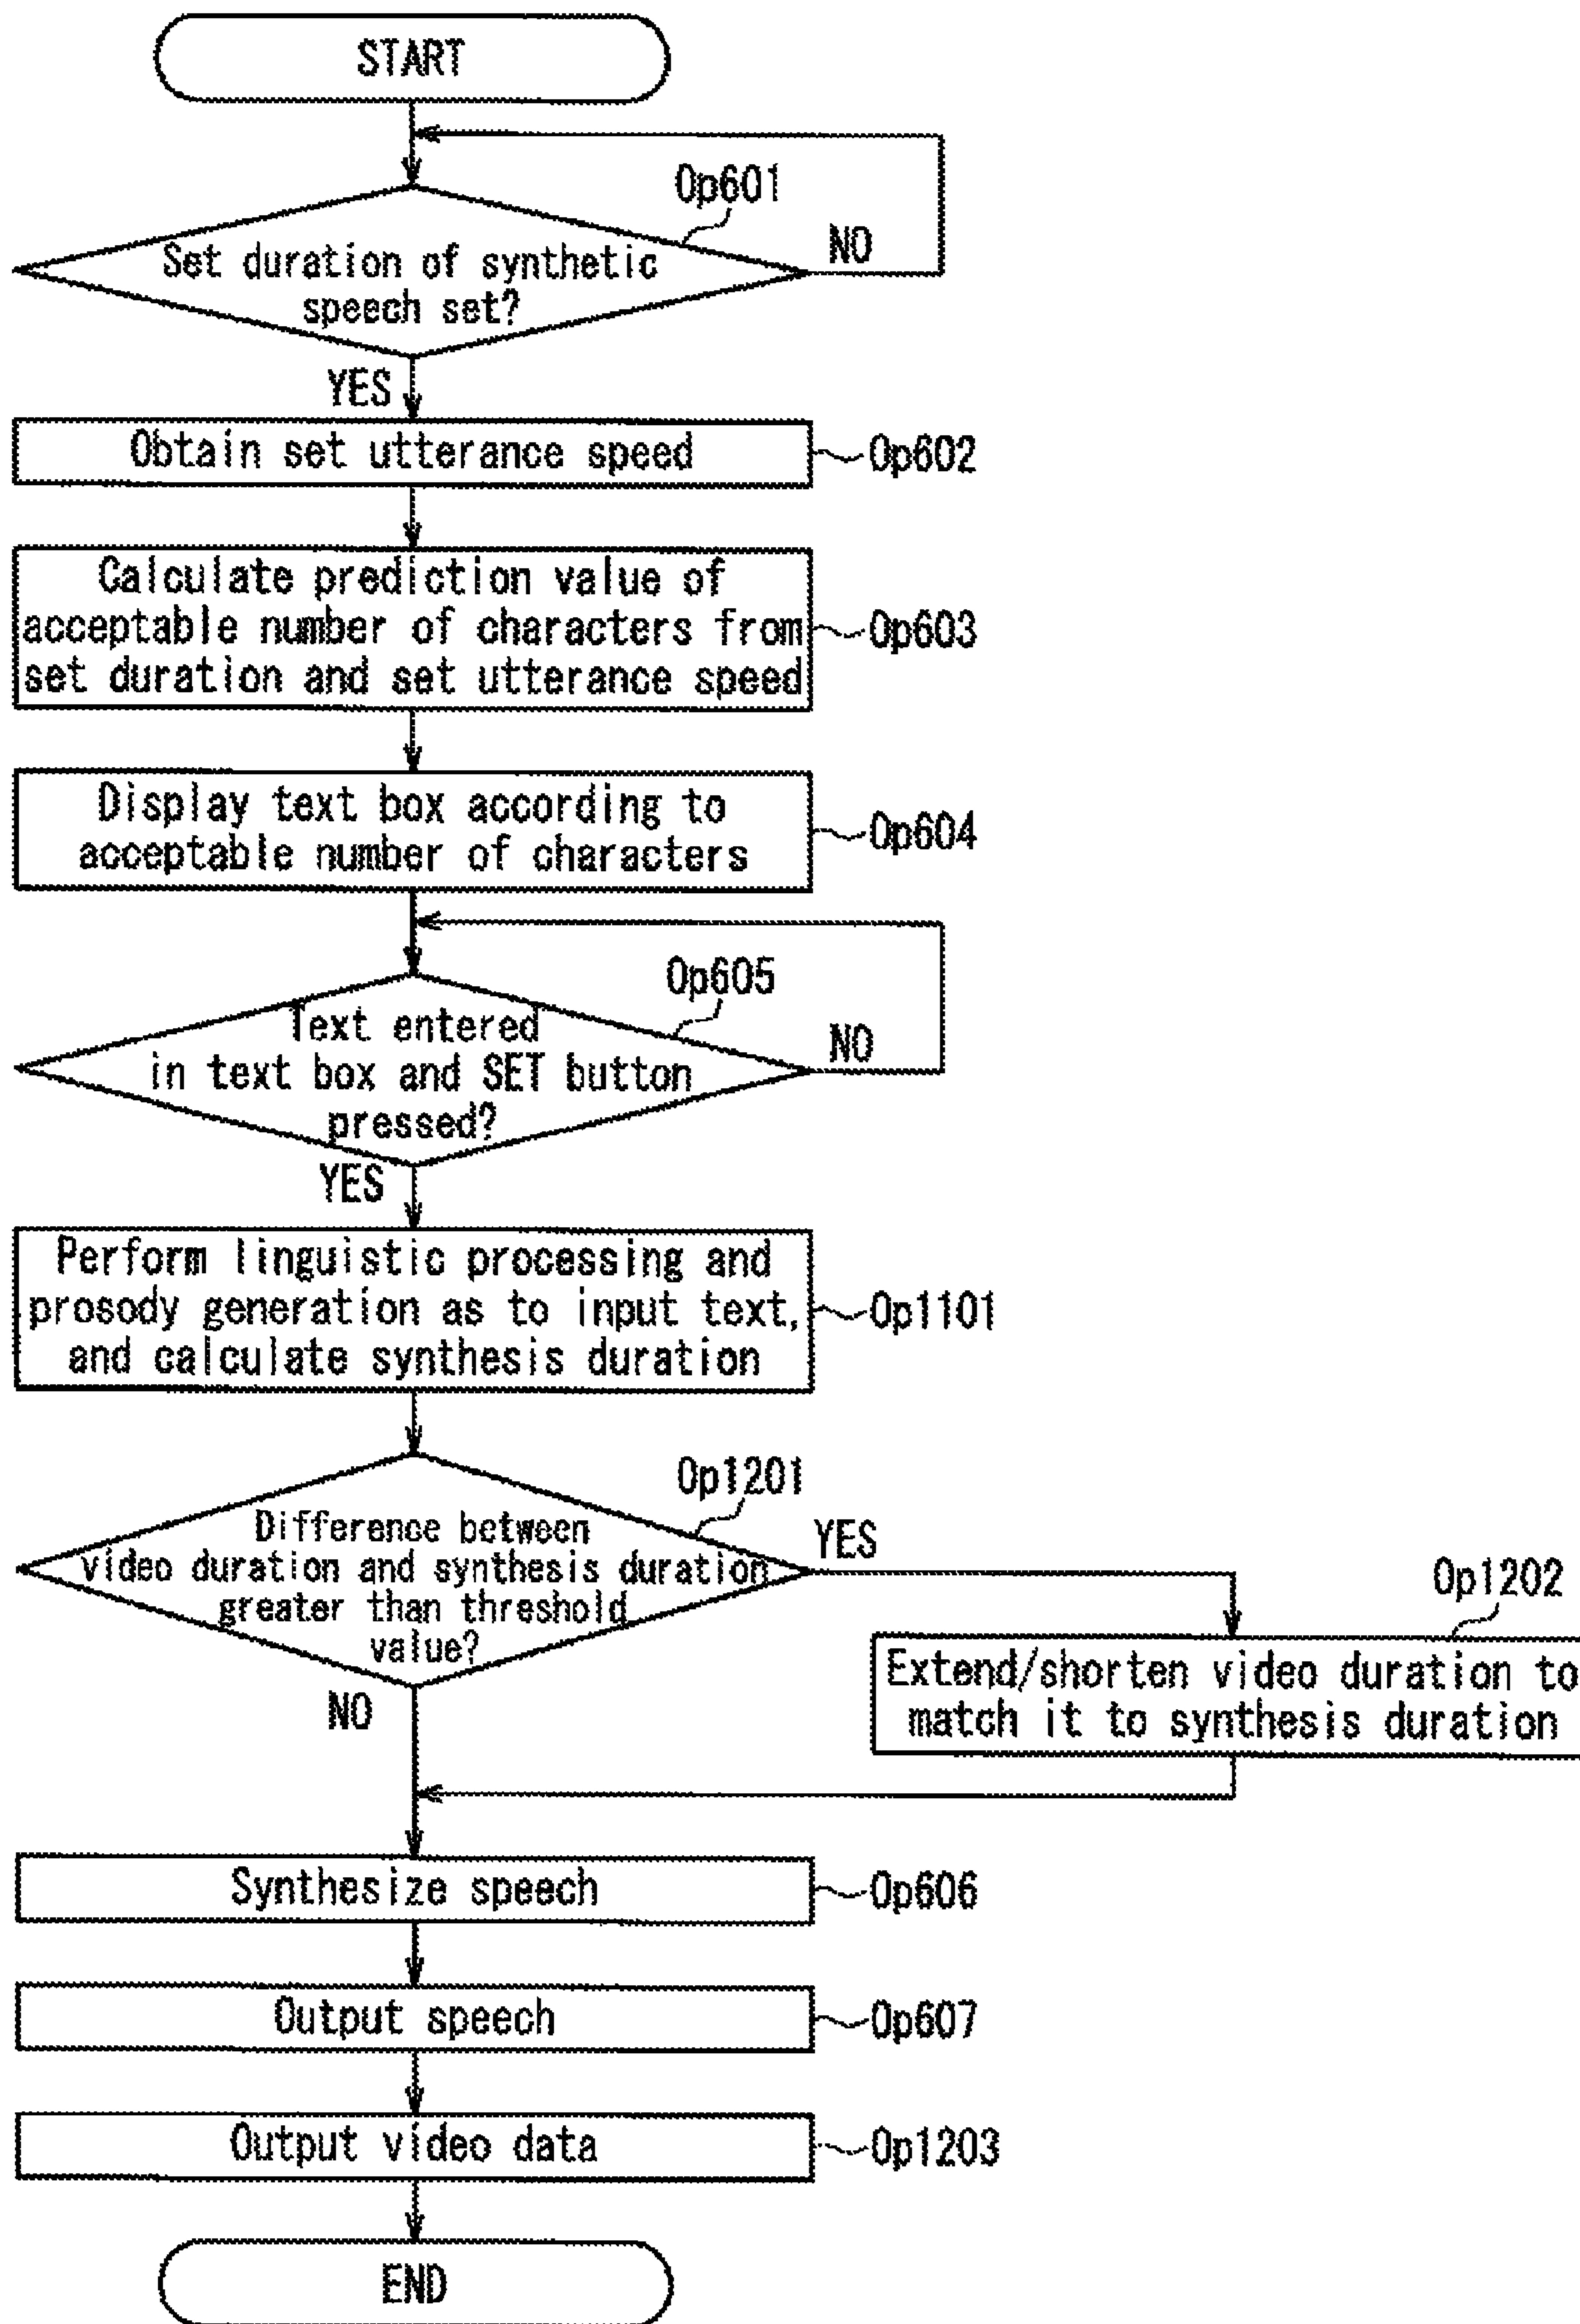 START
Op601
Set duration of synthetic
speech set?
NO
YES
Obtain set utterance speed
Op602
Calculate prediction value of
acceptable number of characters from
set duration and set utterance speed
Op603
Display text box according to
acceptable number of characters
Op604
Op605
Text entered
in text box and SET button
pressed?
NO
YES
Perform linguistic processing and
prosody generation as to input text,
and calculate synthesis duration
Op1101
Op1201
Difference between
video duration and synthesis duration
greater than threshold
value?
YES
NO
Op1202
Extend/shorten video duration to
match it to synthesis duration
Synthesize speech
Op606
Output speech
Op607
Output video data
Op1203
END